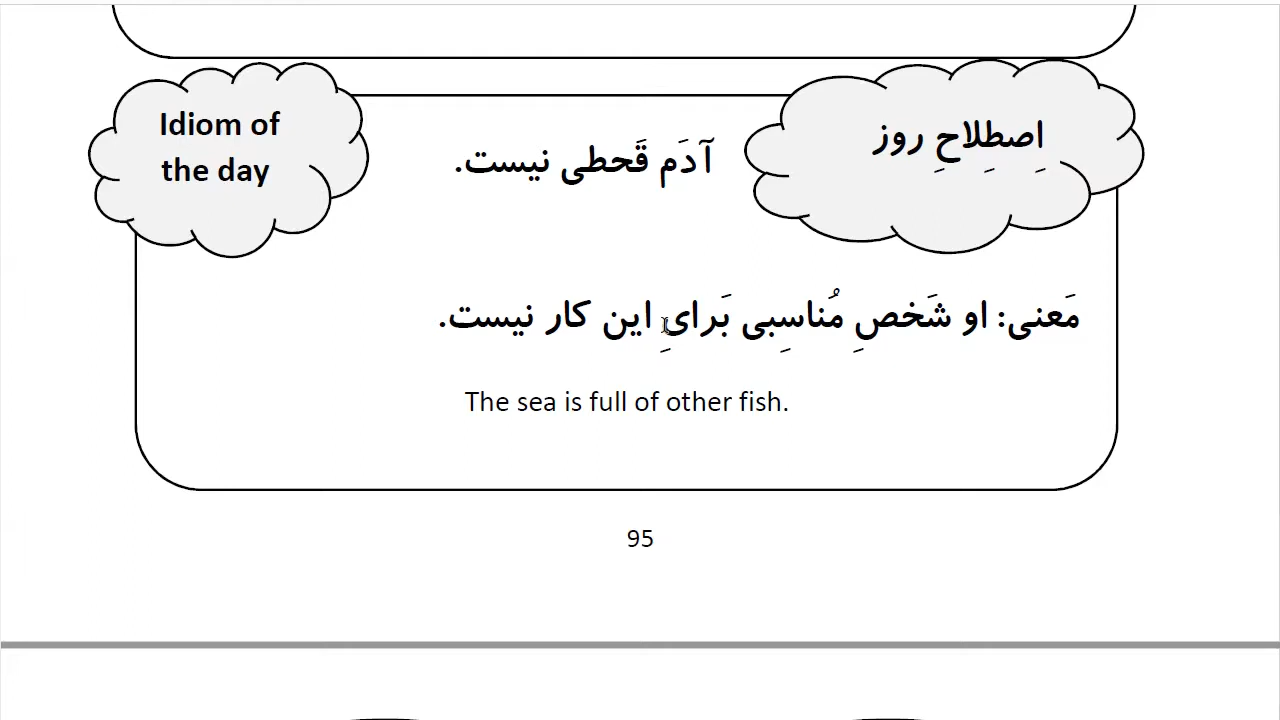 Idiom of
the day
اِصطِلاحِ روز
آدَم قَحطی نیست.
مَعنی: او شَخصِ مُناسِبی بَرایِ این کار نیست.
The sea is full of other fish.
95